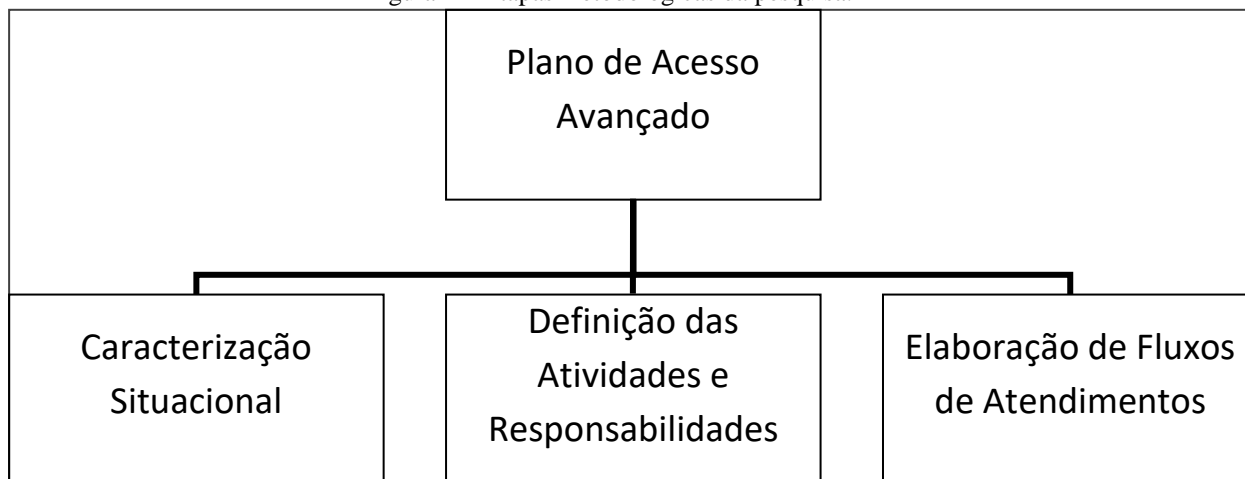 Plano de Acesso
Avançado
Caracterização
Situacional
Definição das
Atividades e
Responsabilidades
Elaboração de Fluxos
de Atendimentos